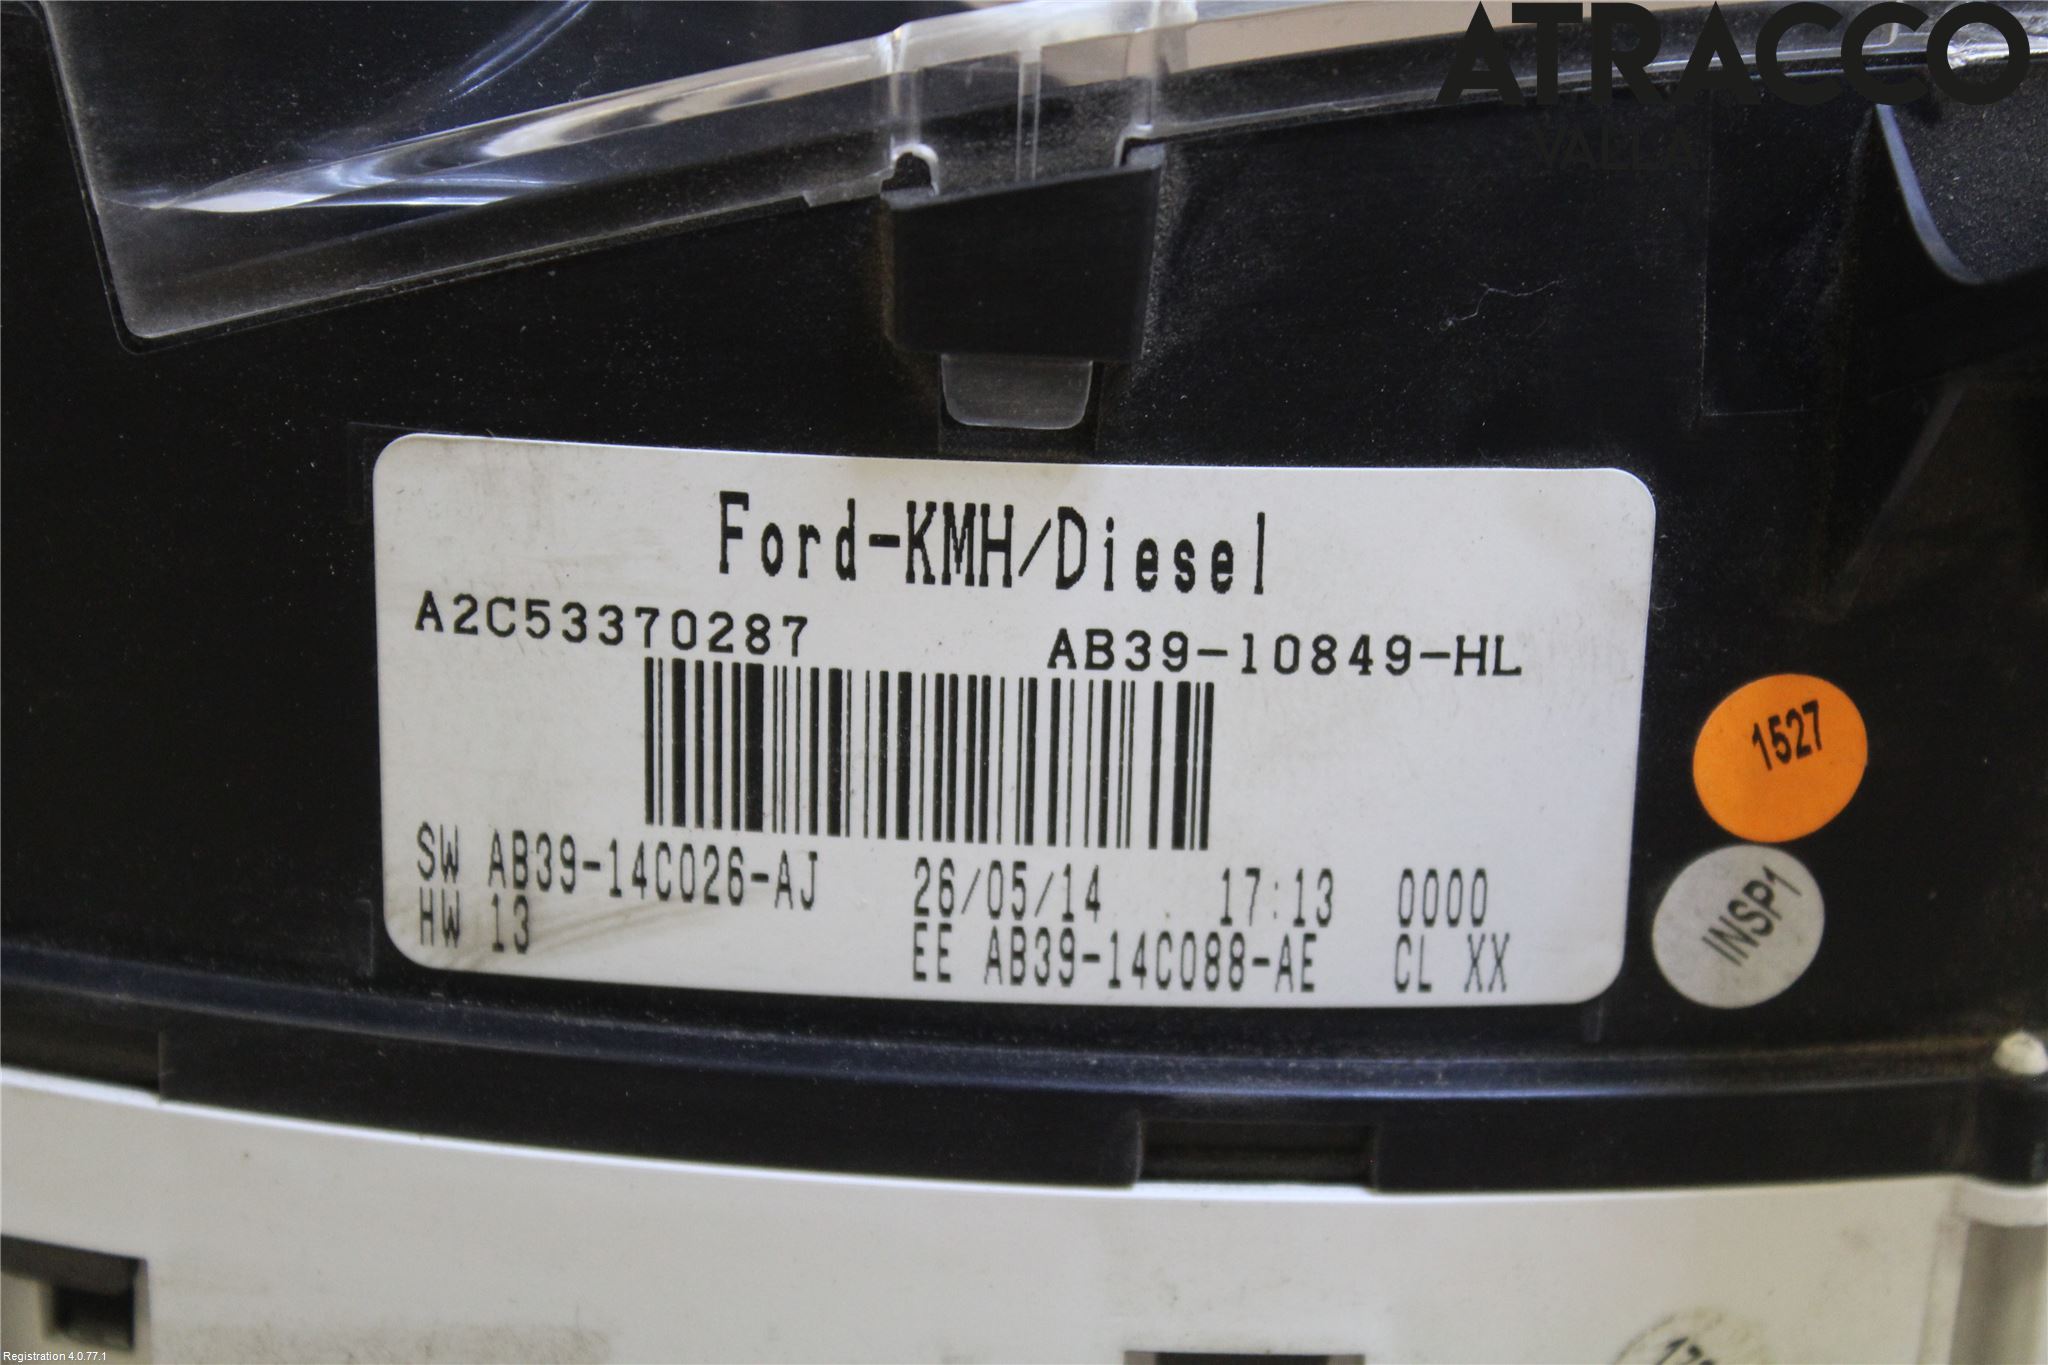 ATRACCO
Ford-KMH/Diesel
A2C53370287 AB39-10849-HL
1527
SW AB39-14C026-AJ 26/05/14 17:13 0000
HW 13 EE AB39-14C088-AE CL XX
INSP1
Registration 4.0.77.1